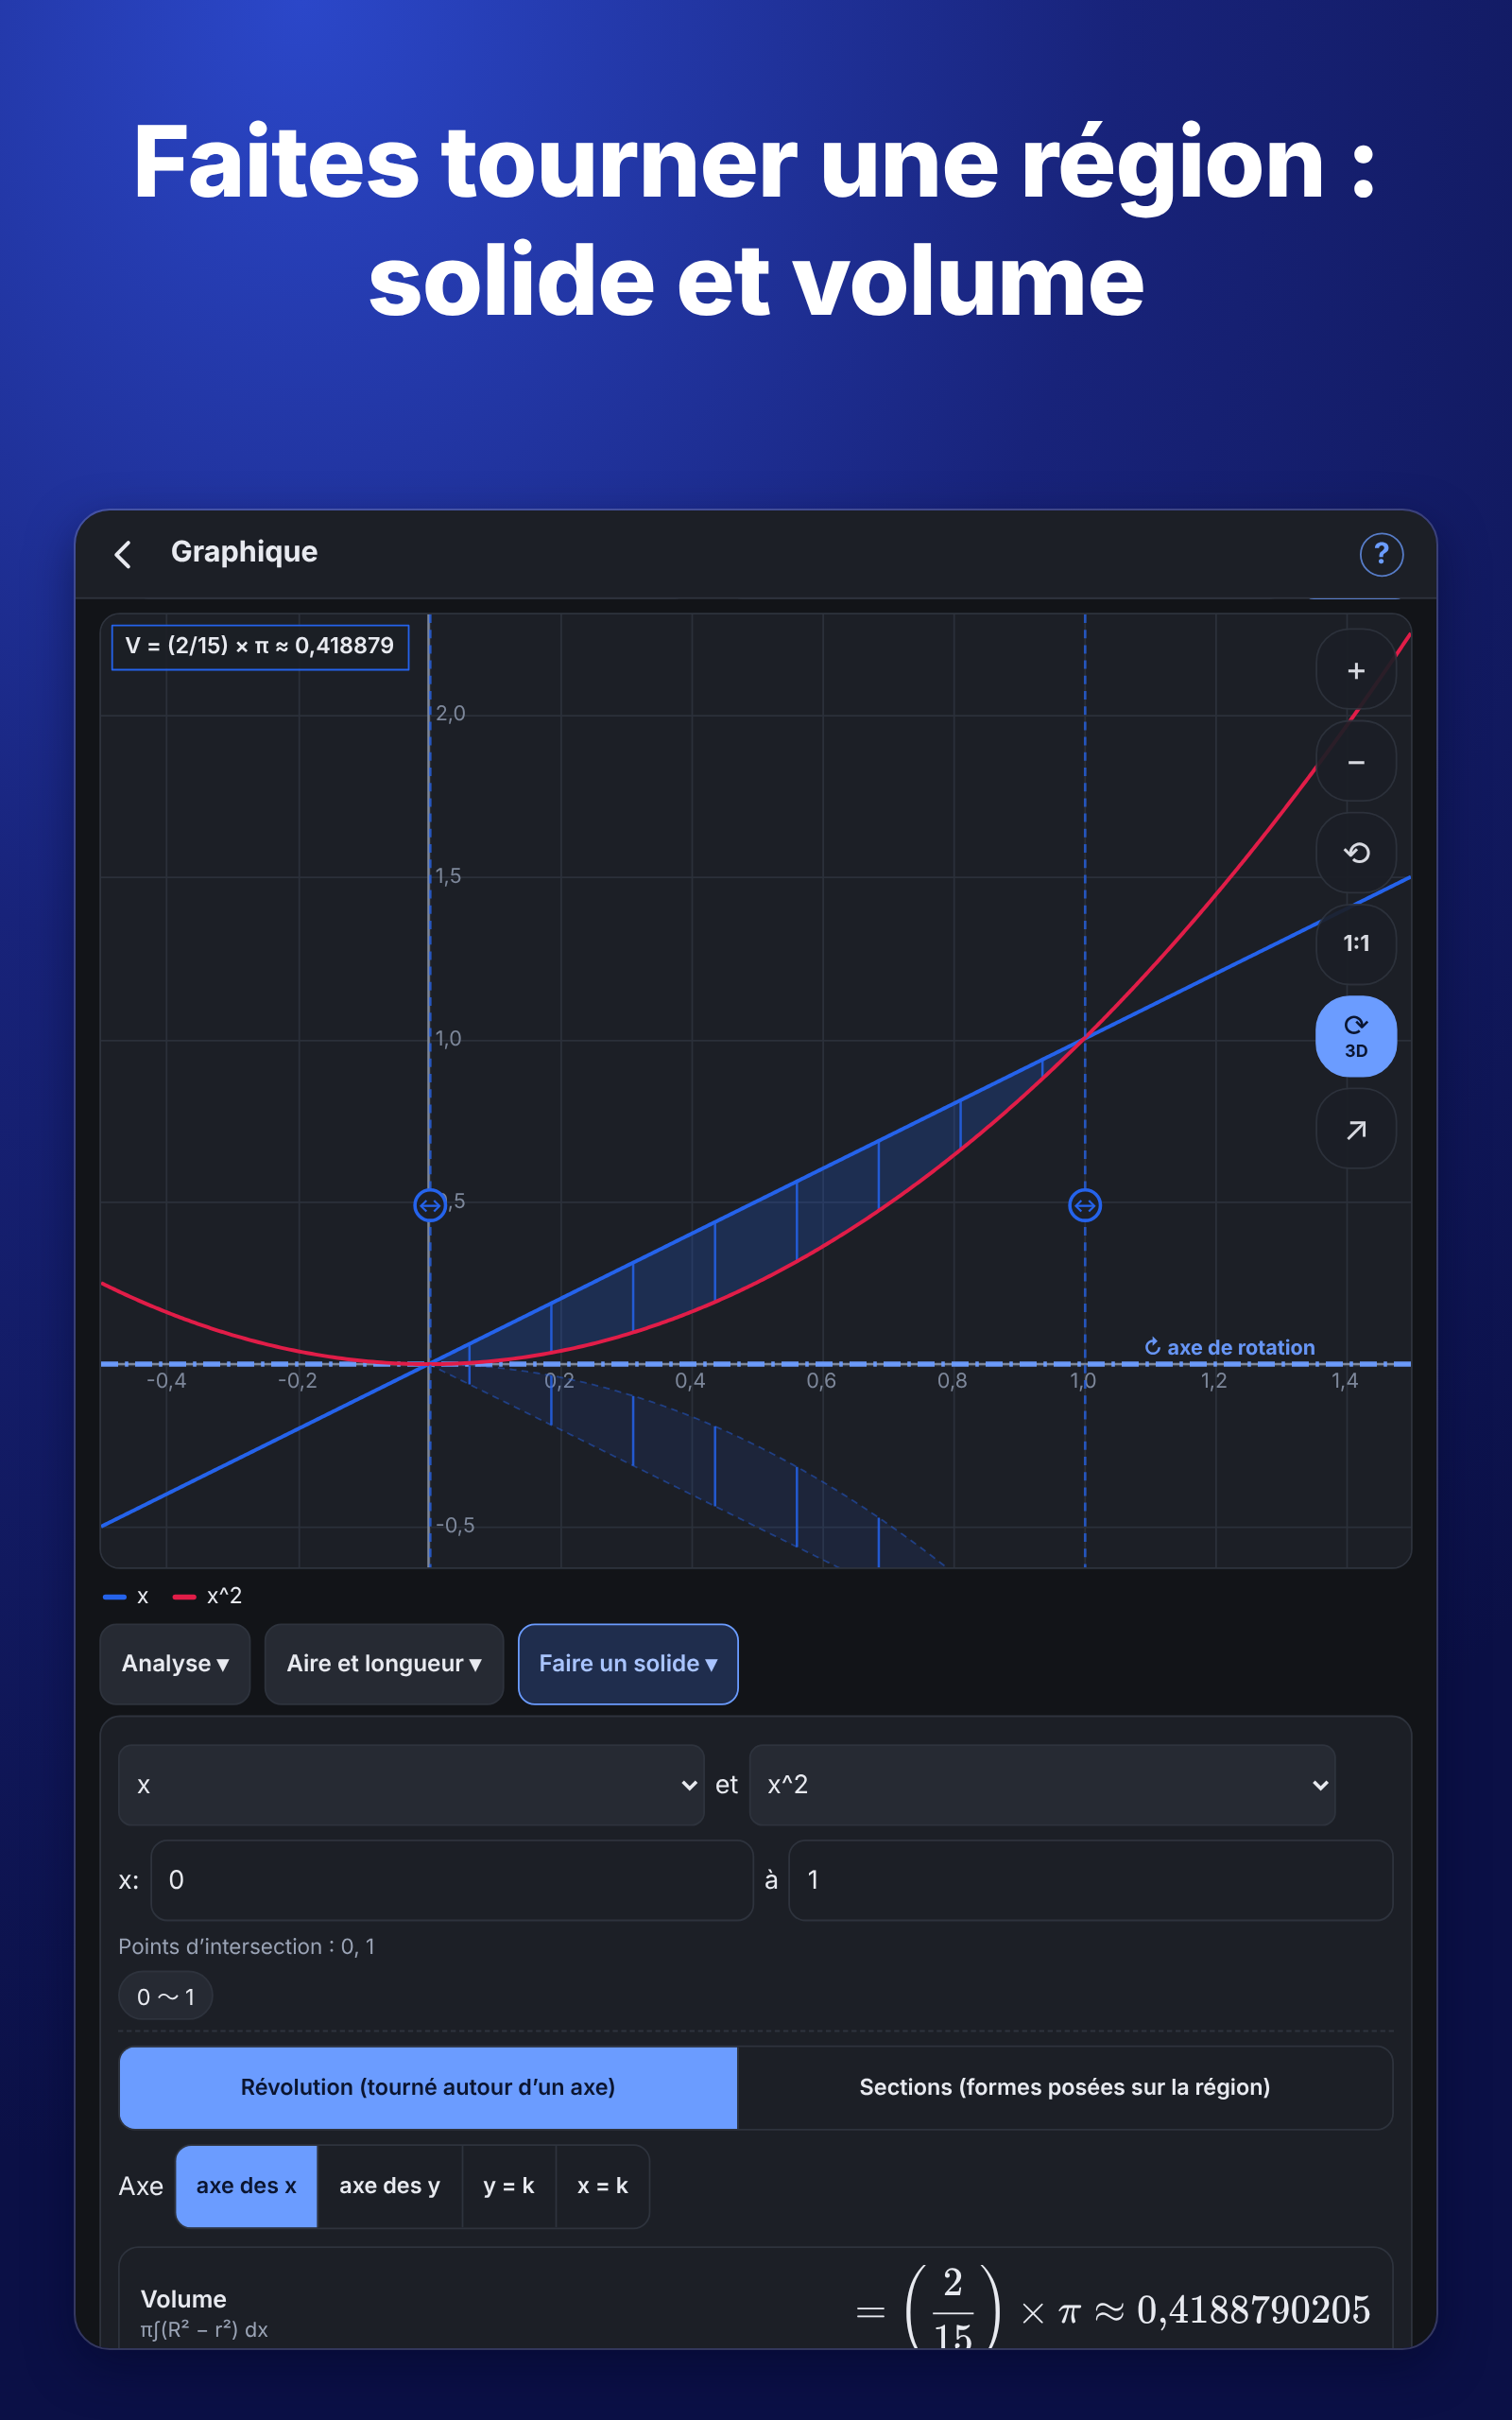 Faites tourner une région :
solide et volume
Graphique
?
V = (2/15) × π ≈ 0,418879
+
−
2,0
1,5
1:1
1,0
3D
,5
axe de rotation
-0,4 -0,2 0,2 0,4 0,6 0,8 1,0 1,2 1,4
-0,5
x x^2
Analyse ▾ Aire et longueur ▾ Faire un solide ▾
x et x^2
x: 0 à 1
Points d’intersection : 0, 1
0 〜 1
Révolution (tourné autour d’un axe) Sections (formes posées sur la région)
Axe axe des x axe des y y = k x = k
Volume = (2/15) × π ≈ 0,4188790205
π∫(R² − r²) dx